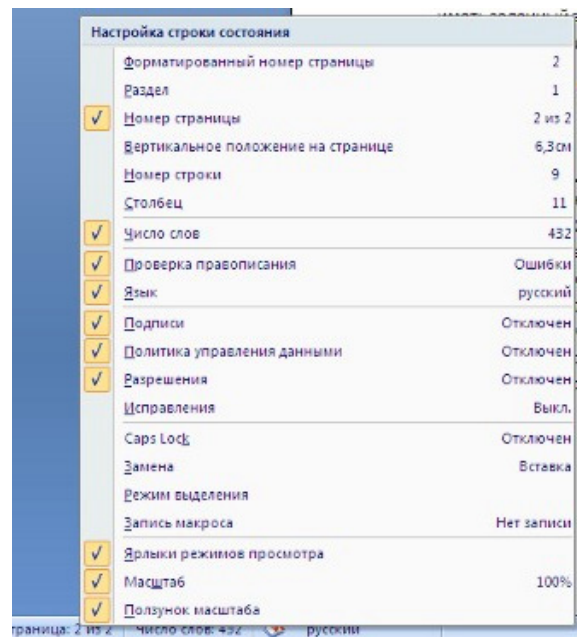 Настройка строки состояния
Форматированный номер страницы 2
Раздел 1
Номер страницы 2 из 2
Вертикальное положение на странице 6,3см
Номер строки 9
Столбец 11
Число слов 432
Проверка правописания Ошибки
Язык русский
Подписи Отключен
Политика управления данными Отключен
Разрешения Отключен
Исправления Выкл.
Caps Lock Отключен
Замена Вставка
Режим выделения
Запись макроса Нет записи
Ярлыки режимов просмотра
Масштаб 100%
Ползунок масштаба
раница: 2 из 2 Число слов: 432 русский